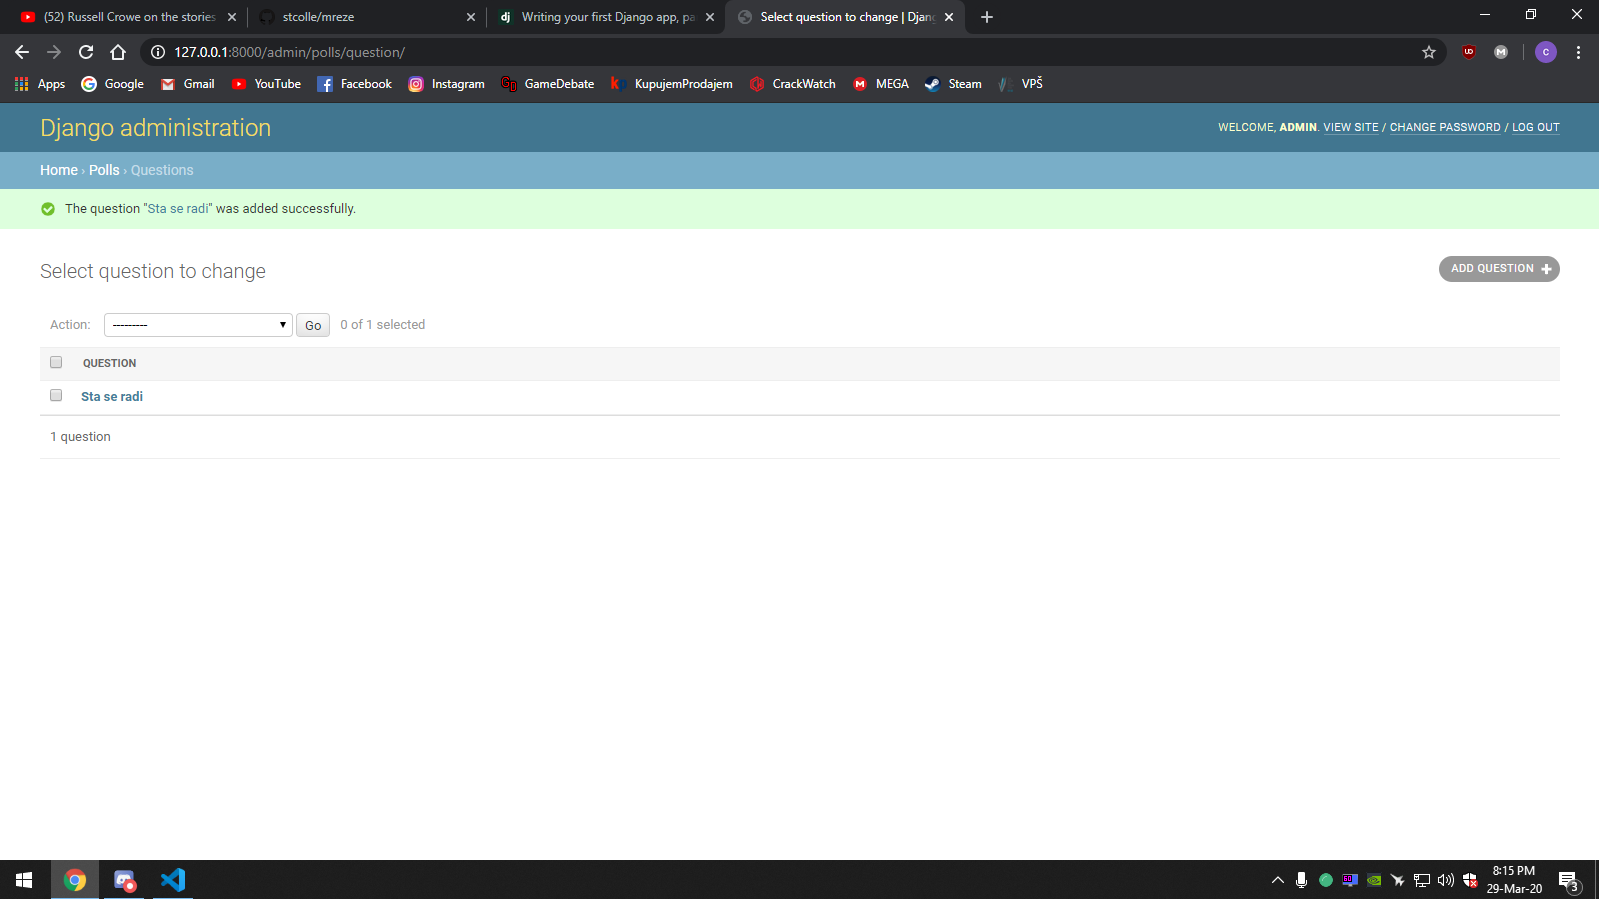 (52) Russell Crowe on the stories
stcolle/mreze
Writing your first Django app, pa
Select question to change | Djang
127.0.0.1:8000/admin/polls/question/
Apps
Google
Gmail
YouTube
Facebook
Instagram
GameDebate
KupujemProdajem
CrackWatch
MEGA
Steam
VPŠ
Django administration
WELCOME, ADMIN. VIEW SITE / CHANGE PASSWORD / LOG OUT
Home › Polls › Questions
The question "Sta se radi" was added successfully.
Select question to change
ADD QUESTION +
Action:
---------
Go
0 of 1 selected
QUESTION
Sta se radi
1 question
8:15 PM
29-Mar-20
3